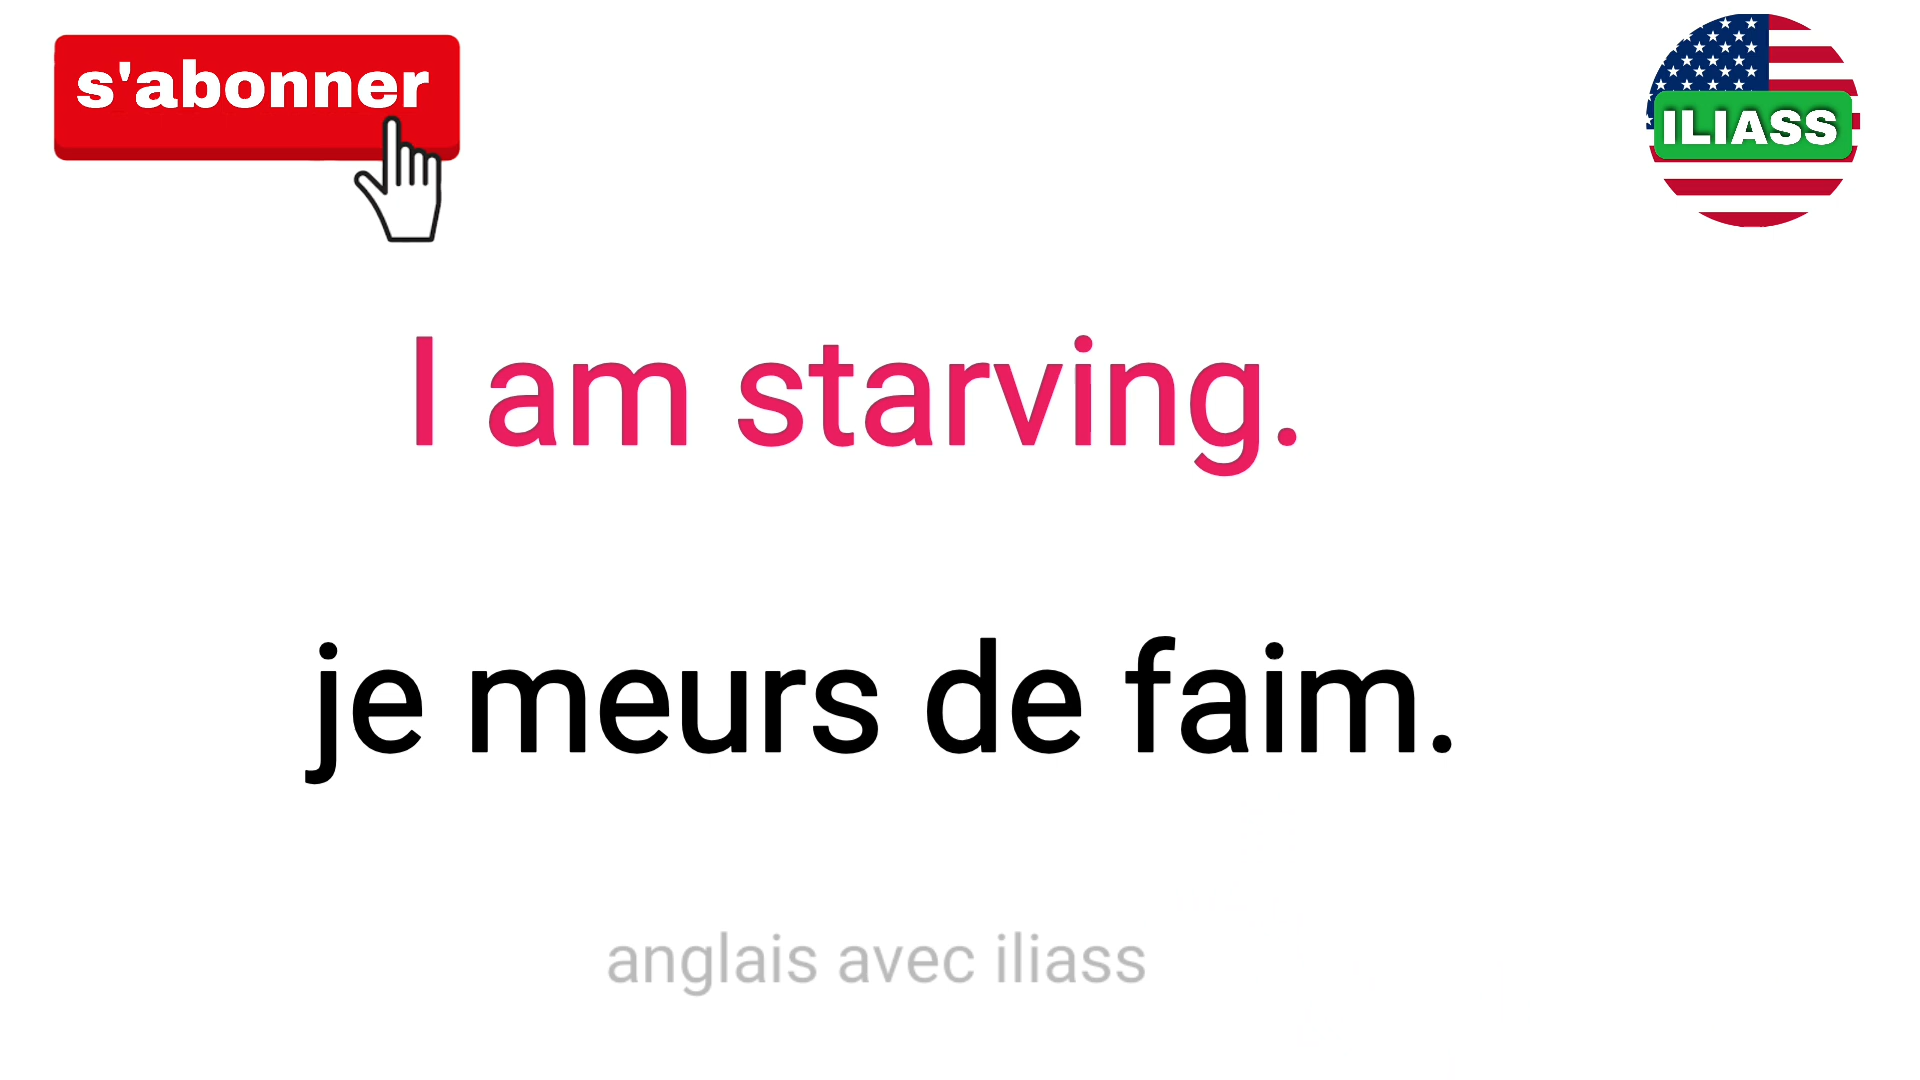 s'abonner
ILIASS
I am starving.
je meurs de faim.
anglais avec iliass